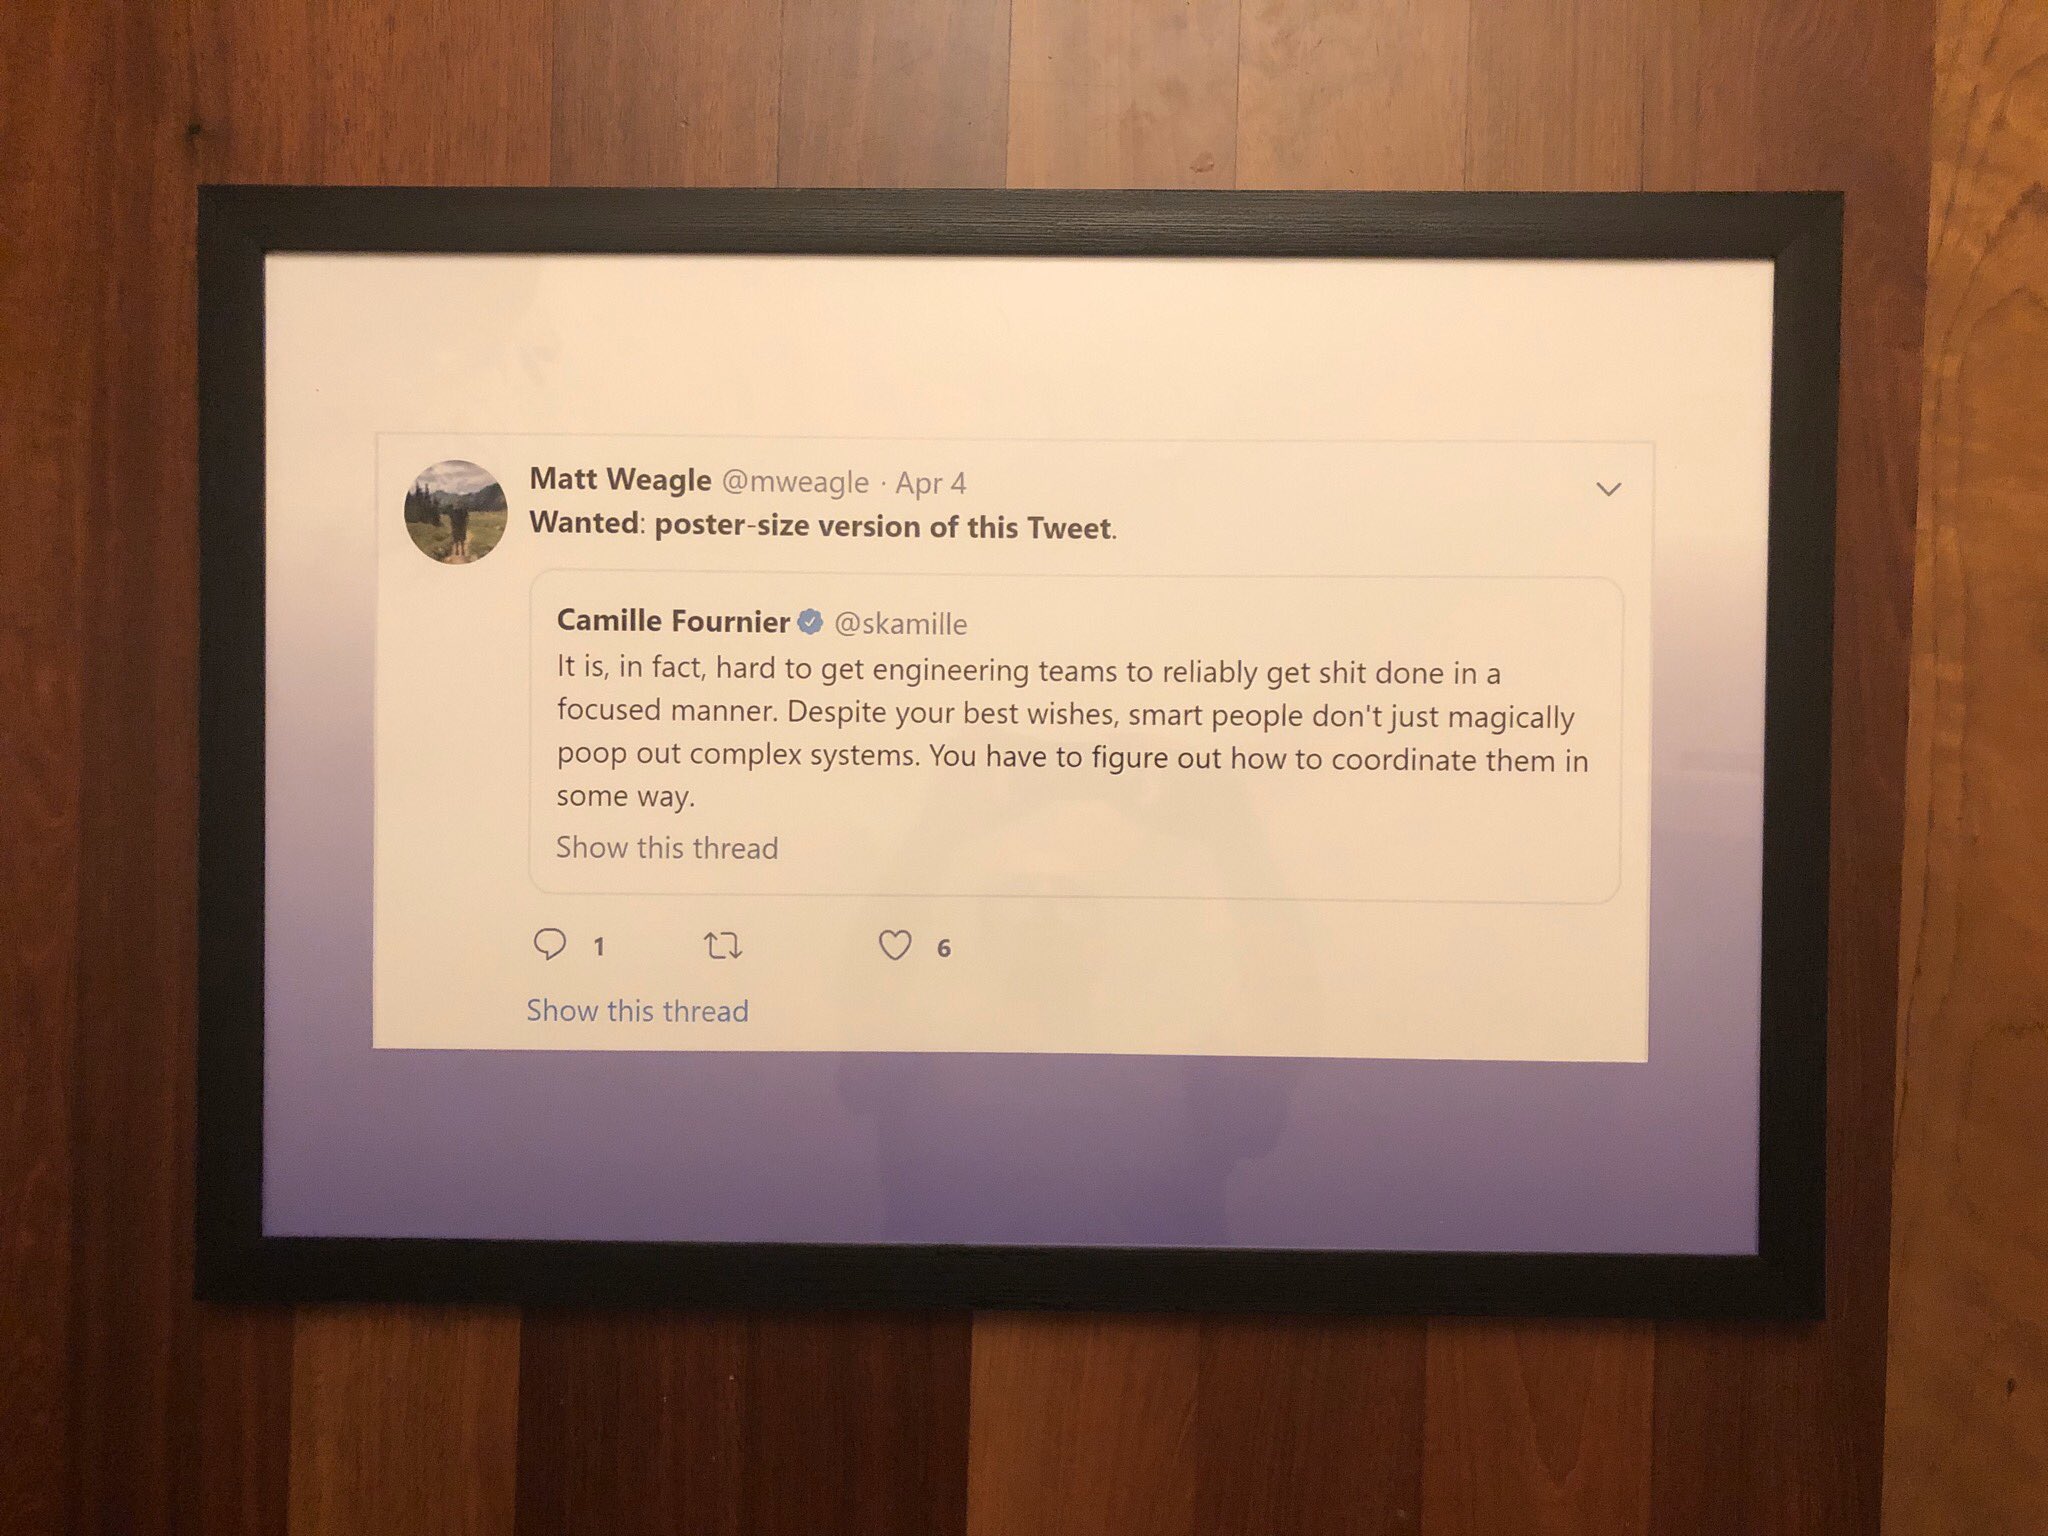 Matt Weagle @mweagle · Apr 4
Wanted: poster-size version of this Tweet.
Camille Fournier @skamille
It is, in fact, hard to get engineering teams to reliably get shit done in a
focused manner. Despite your best wishes, smart people don't just magically
poop out complex systems. You have to figure out how to coordinate them in
some way.
Show this thread
1 6
Show this thread